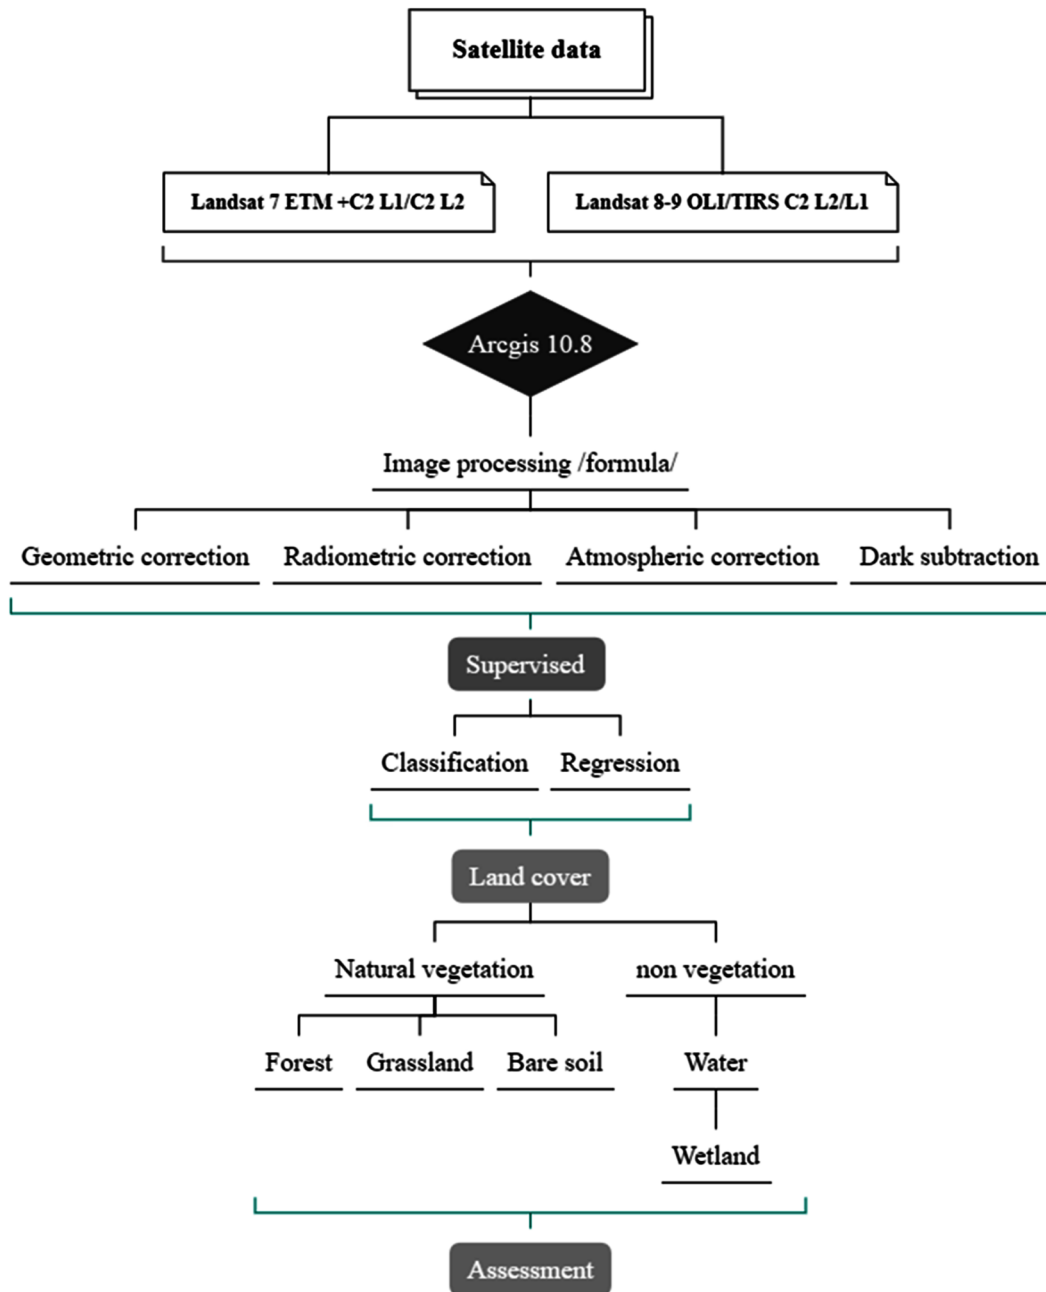 Satellite data
Landsat 7 ETM +C2 L1/C2 L2
Landsat 8-9 OLI/TIRS C2 L2/L1
Arcgis 10.8
Image processing /formula/
Geometric correction
Radiometric correction
Atmospheric correction
Dark subtraction
Supervised
Classification
Regression
Land cover
Natural vegetation
non vegetation
Forest
Grassland
Bare soil
Water
Wetland
Assessment